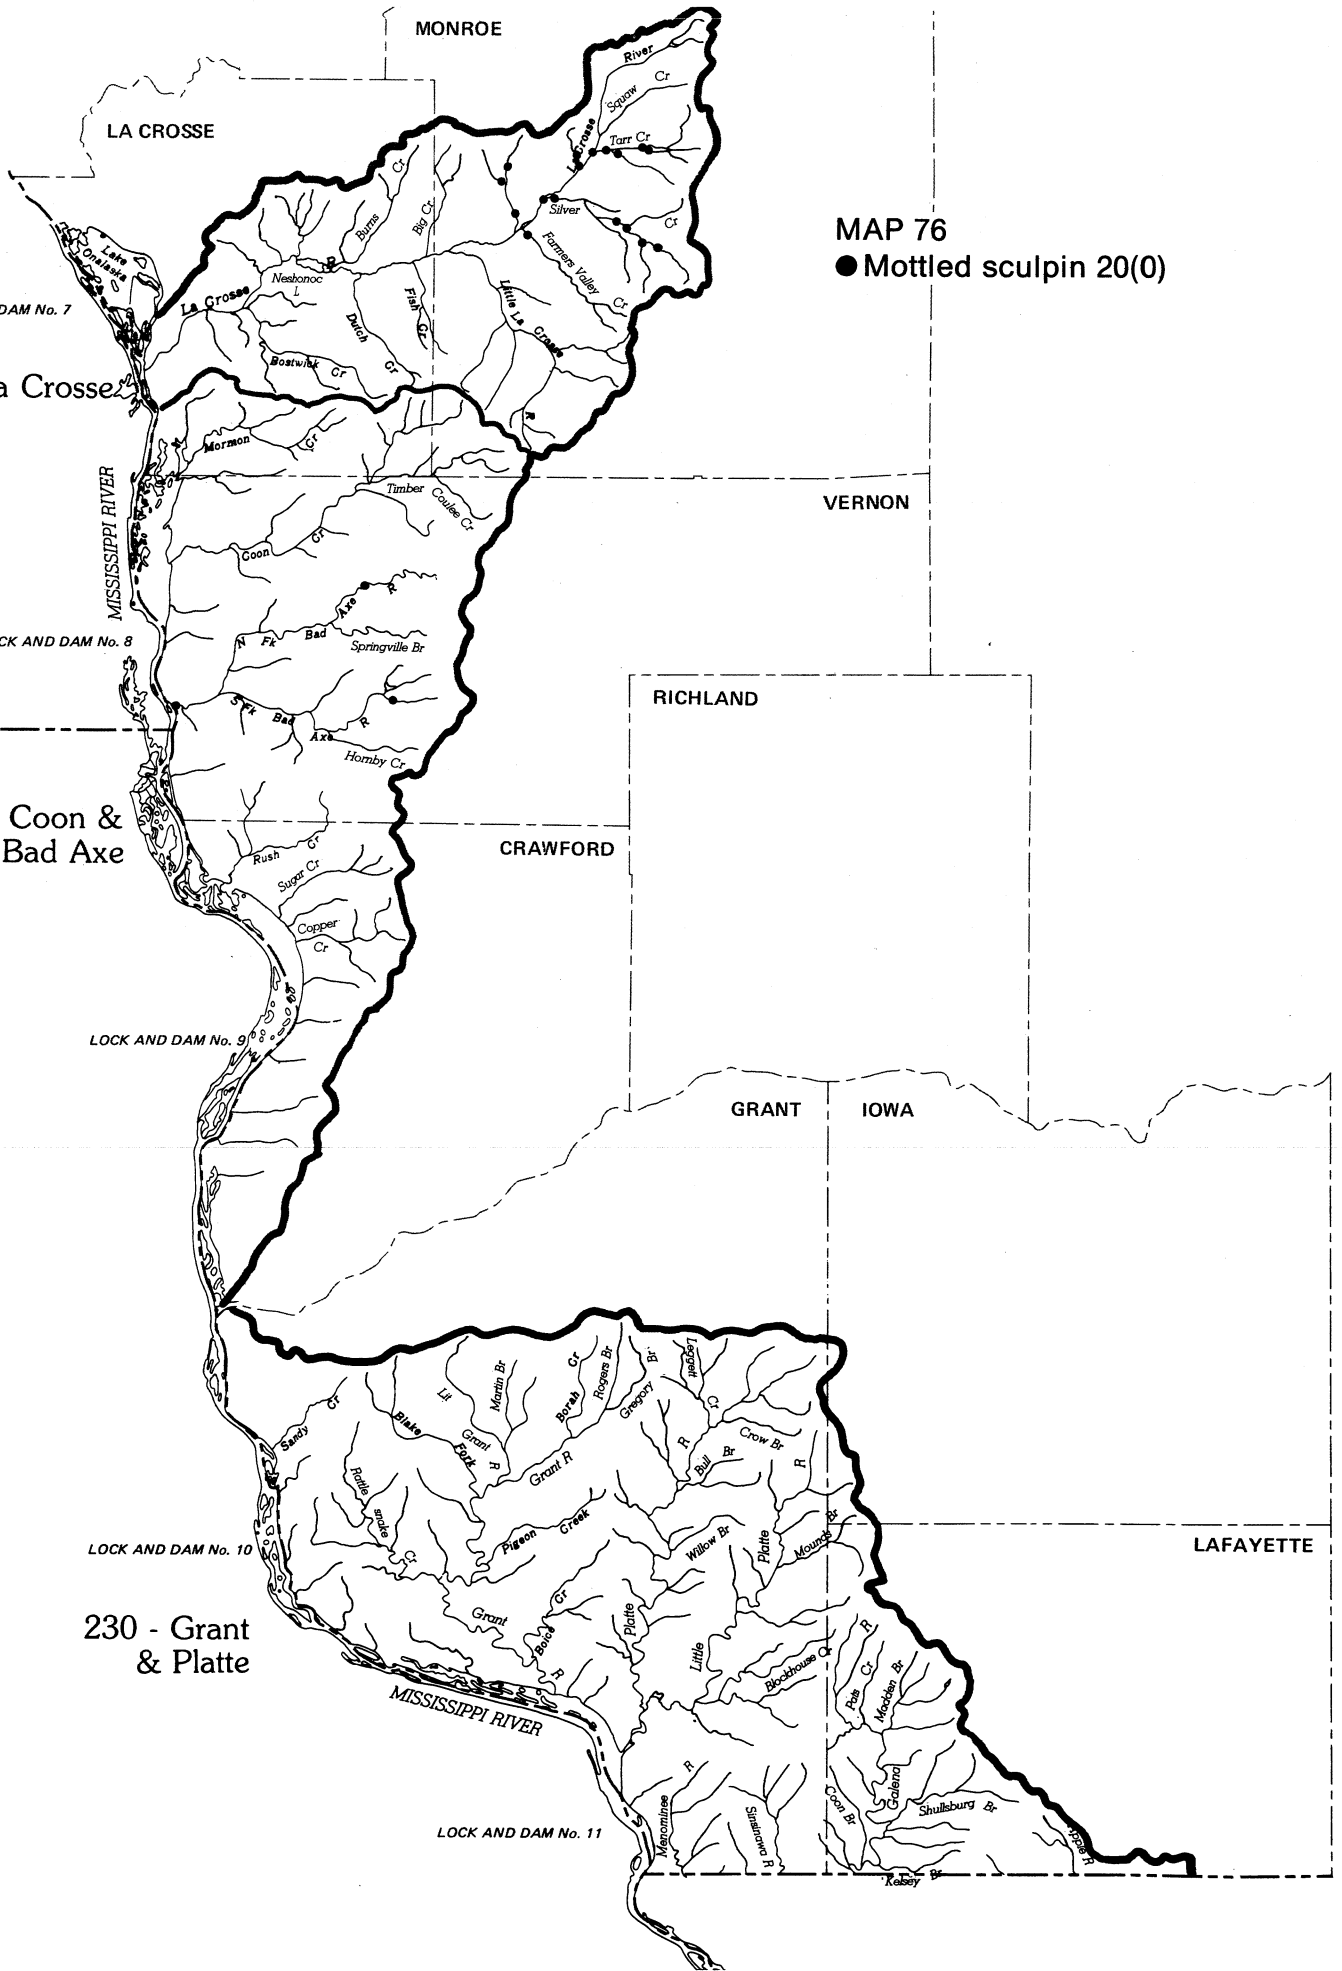 MONROE
River
Cr
Squaw
LA CROSSE
La Crosse
Tarr Cr
Cr
Burns
Big Cr
Silver
Cr
MAP 76
● Mottled sculpin 20(0)
Lake
Onalaska
Farmers Valley
Cr
R
Neshonoc
L
La Crosse
Fish
Cr
Little La Crosse
R
DAM No. 7
Dutch
Cr
Bostwick Cr
a Crosse
Mormon
Cr
MISSISSIPPI RIVER
Timber
Coulee Cr
VERNON
Coon
Cr
Axe
R
CK AND DAM No. 8
N Fk Bad
Springville Br
S Fk Bad
Axe
R
RICHLAND
Hornby Cr
Coon &
Bad Axe
Rush
Cr
CRAWFORD
Sugar Cr
Copper
Cr
LOCK AND DAM No. 9
GRANT
IOWA
Sandy
Cr
Blake
Fork
Lit
Grant
R
Martin Br
Borah
Cr
Rogers Br
Gregory
Br.
Leggett
Cr
Grant R
R
Bull
Br
Crow Br
R
Rattle
snake
Cr
Pigeon
Creek
Willow Br
Platte
Mounds
Br
LOCK AND DAM No. 10
LAFAYETTE
230 - Grant
& Platte
Grant
R
Boice
Cr
Platte
Little
Blockhouse Cr
R
Pats Cr
Madden Br
MISSISSIPPI RIVER
Menominee
R
Sinsinawa R
Coon Br
Galena
Shullsburg Br
LOCK AND DAM No. 11
Apple R
Kelsey Br